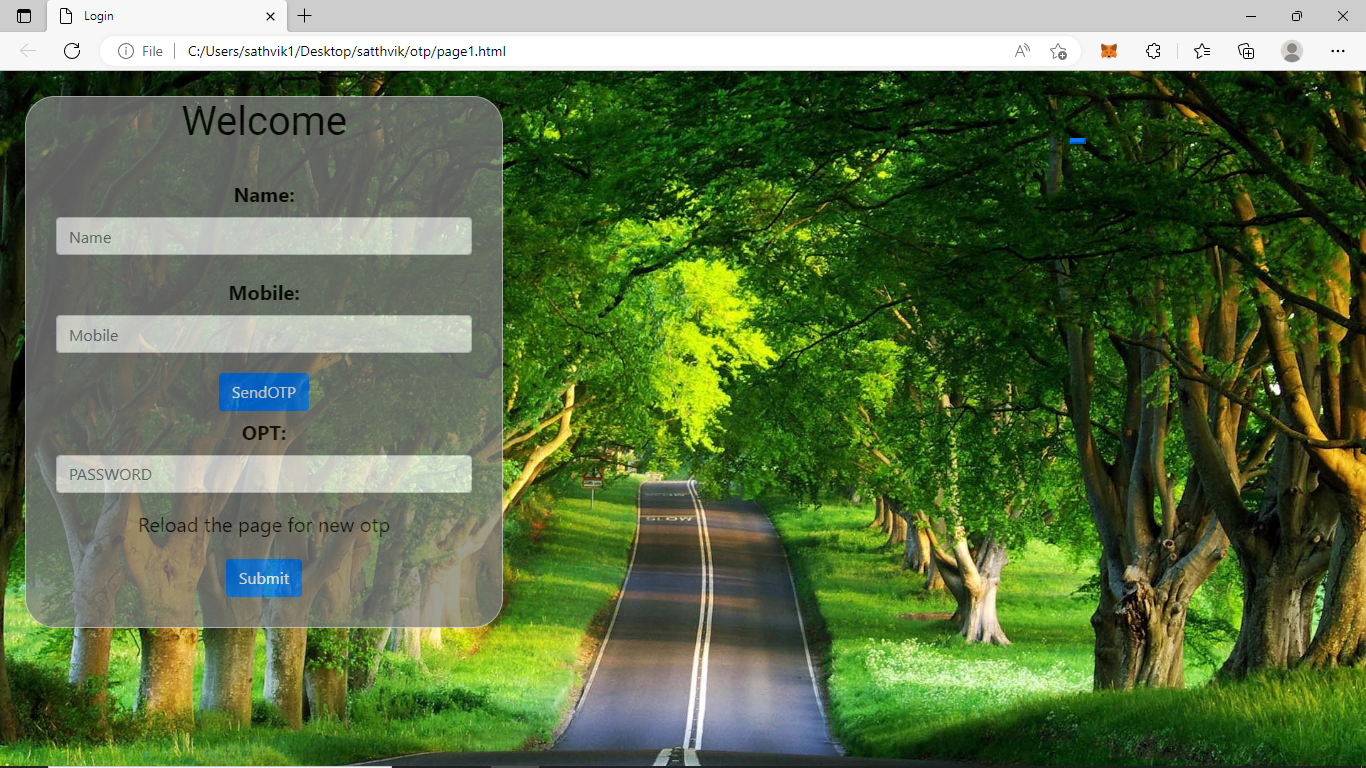 Login
File
C:/Users/sathvik1/Desktop/satthvik/otp/page1.html
Welcome
Name:
Name
Mobile:
Mobile
SendOTP
OPT:
PASSWORD
Reload the page for new otp
Submit
SLOW